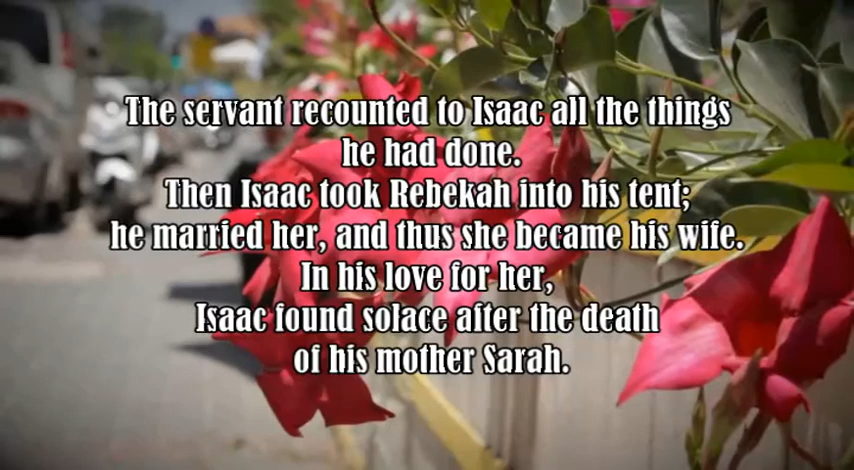 The servant recounted to Isaac all the things
he had done.
Then Isaac took Rebekah into his tent;
he married her, and thus she became his wife.
In his love for her,
Isaac found solace after the death
of his mother Sarah.